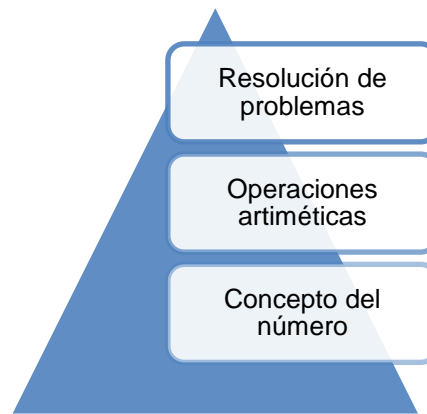 Resolución de
problemas
Operaciones
artiméticas
Concepto del
número